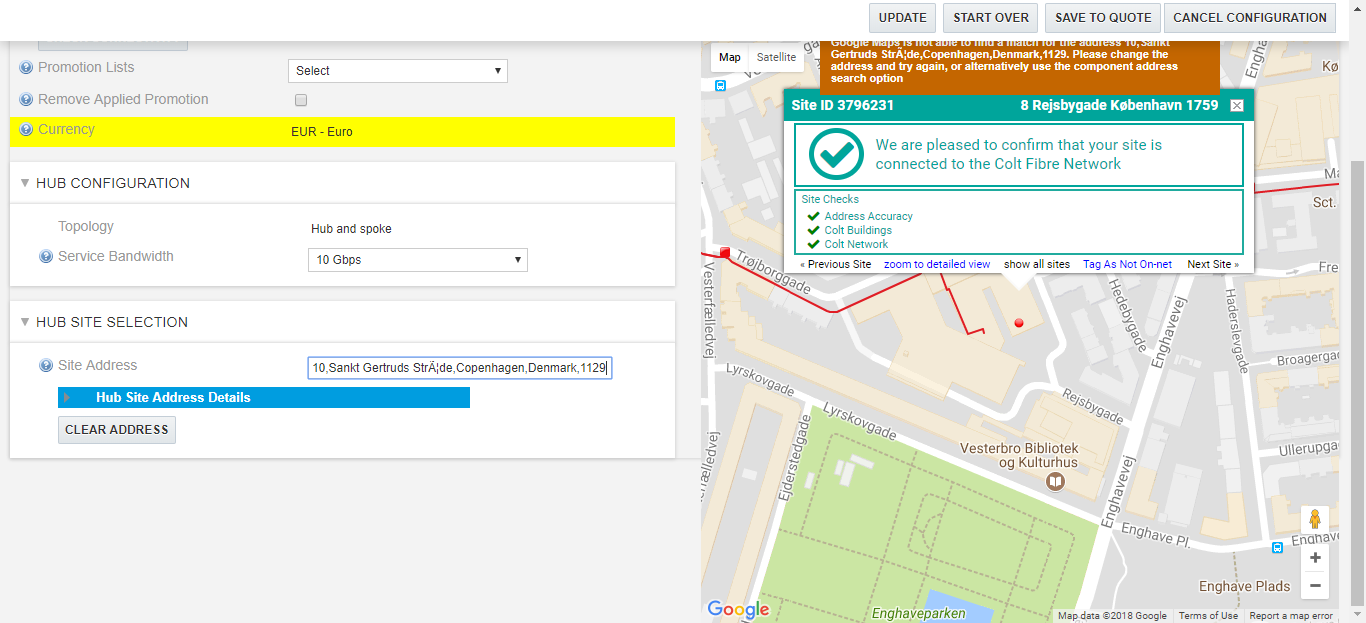 UPDATE
START OVER
SAVE TO QUOTE
CANCEL CONFIGURATION
Promotion Lists
Select
Remove Applied Promotion
Currency
EUR - Euro
HUB CONFIGURATION
Topology
Hub and spoke
Service Bandwidth
10 Gbps
HUB SITE SELECTION
Site Address
10,Sankt Gertruds StrÃ¦de,Copenhagen,Denmark,1129
Hub Site Address Details
CLEAR ADDRESS
Map
Satellite
Google Maps is not able to find a match for the address 10,Sankt
Gertruds StrÃ¦de,Copenhagen,Denmark,1129. Please change the
address and try again, or alternatively use the component address
search option
Site ID 3796231
8 Rejsbygade København 1759
We are pleased to confirm that your site is
connected to the Colt Fibre Network
Site Checks
Address Accuracy
Colt Buildings
Colt Network
« Previous Site
zoom to detailed view
show all sites
Tag As Not On-net
Next Site »
Enghave
Kø
Ma
Sct.
Fre
Trøjborggade
Vesterfælledvej
Hedebygade
Enghavevej
Haderslevgade
Broagergad
Lyrskovgade
Lyrskovgade
Rejsbygade
Ejderstedgade
fælledvej
Vesterbro Bibliotek
og Kulturhus
Ullerupga
Enghavevej
Enghave Pl.
Enghave
Enghave Plads
Enghaveparken
Google
Map data ©2018 Google
Terms of Use
Report a map error